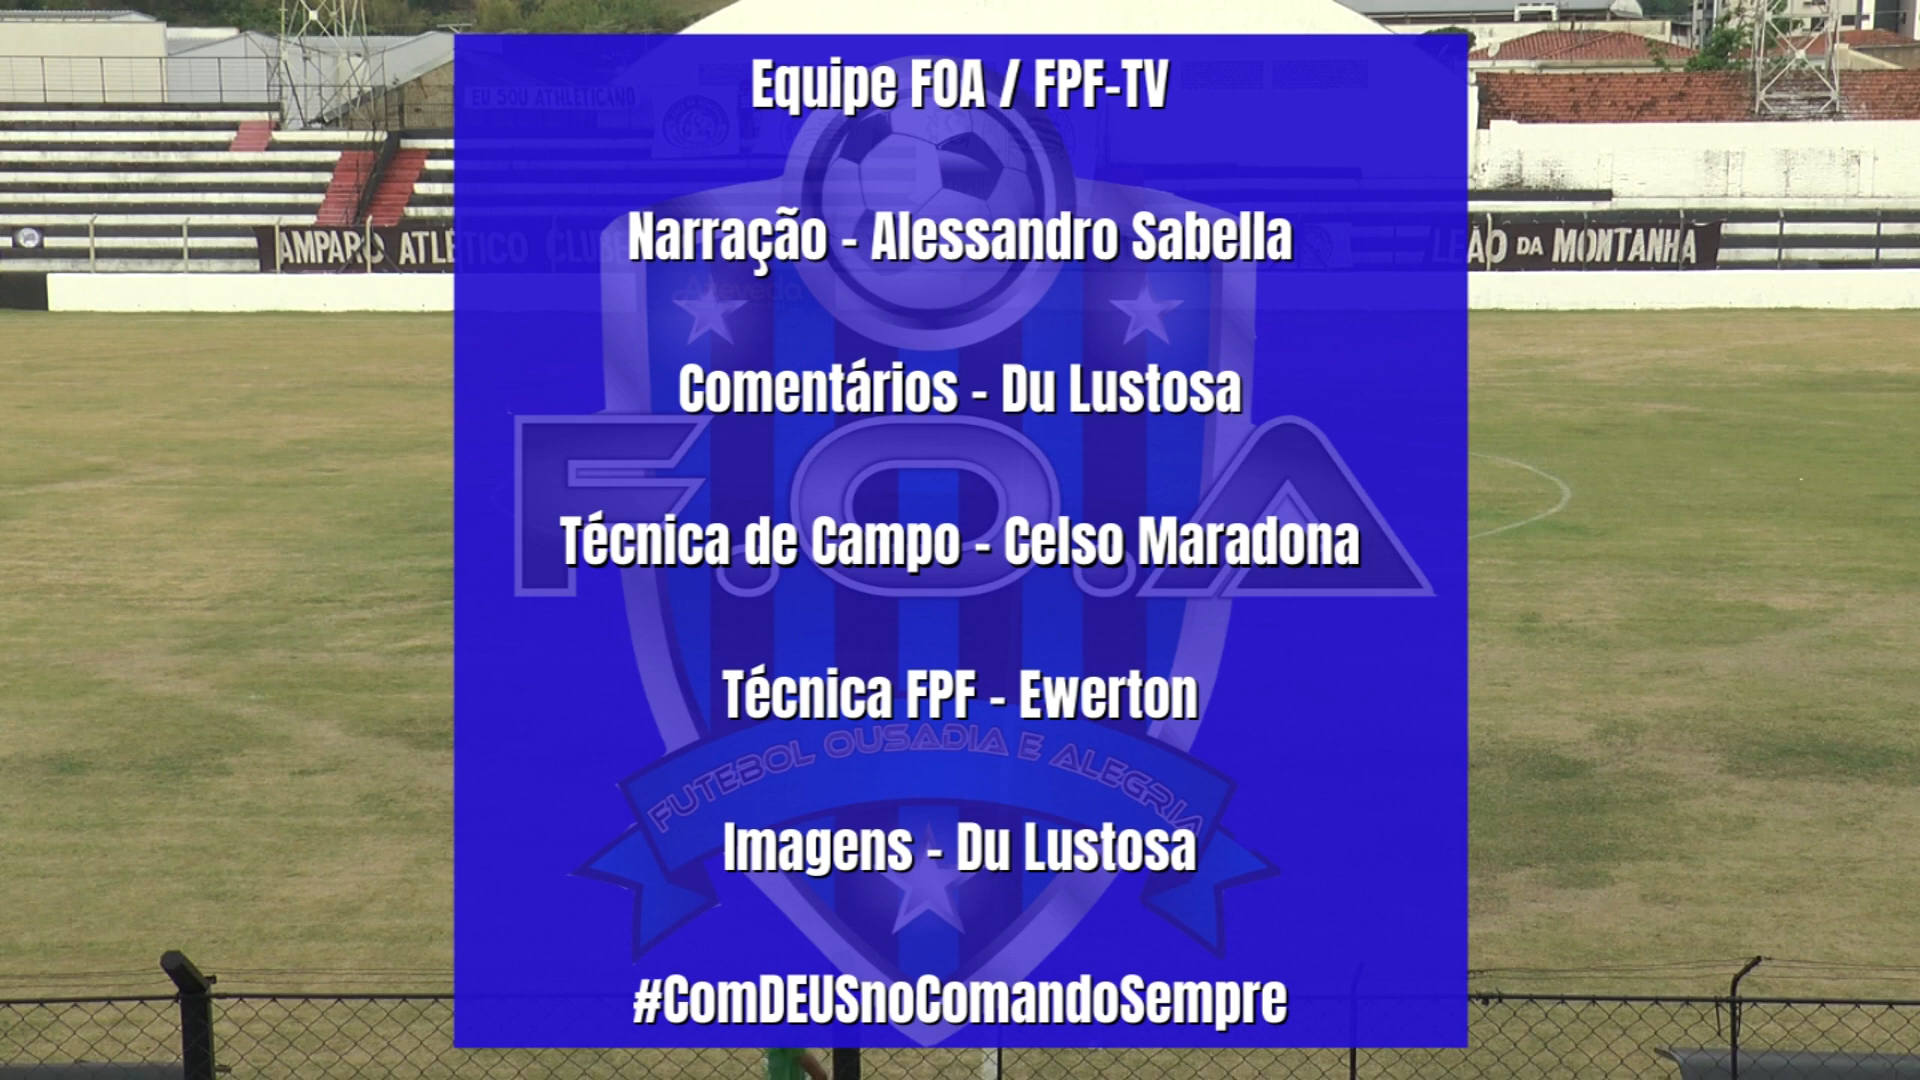 Equipe FOA / FPF-TV
EU SOU ATHLETICANO
Narração - Alessandro Sabella
AMPARO ATLÉTICO CLUBE
LEÃO DA MONTANHA
Comentários - Du Lustosa
F.O.A
Técnica de Campo - Celso Maradona
Técnica FPF - Ewerton
FUTEBOL OUSADIA E ALEGRIA
Imagens - Du Lustosa
#ComDEUSnoComandoSempre